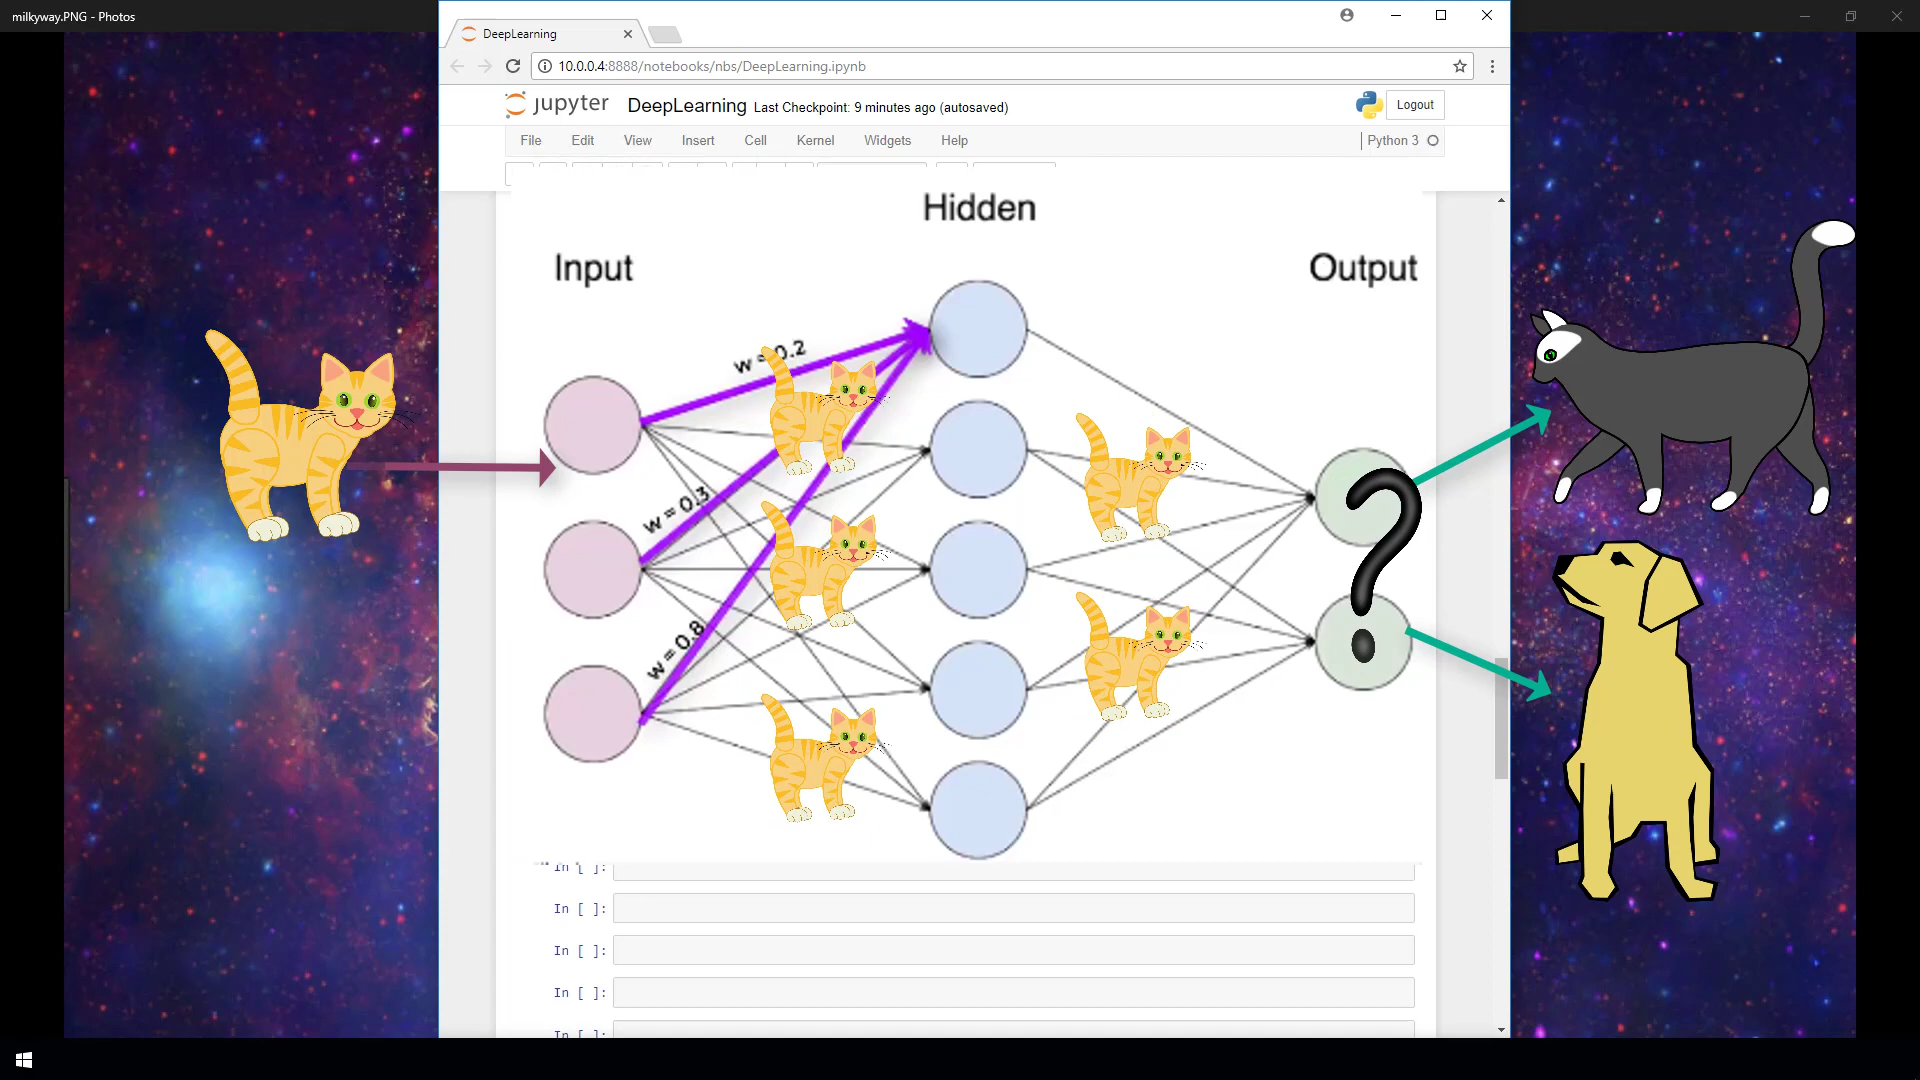 milkyway.PNG - Photos
DeepLearning
10.0.0.4:8888/notebooks/nbs/DeepLearning.ipynb
jupyter DeepLearning Last Checkpoint: 9 minutes ago (autosaved)
Logout
File Edit View Insert Cell Kernel Widgets Help
Python 3
Hidden
Input
Output
w = 0.2
w = 0.3
w = 0.8
?
In [ ]:
In [ ]:
In [ ]:
In [ ]:
In [ ]: